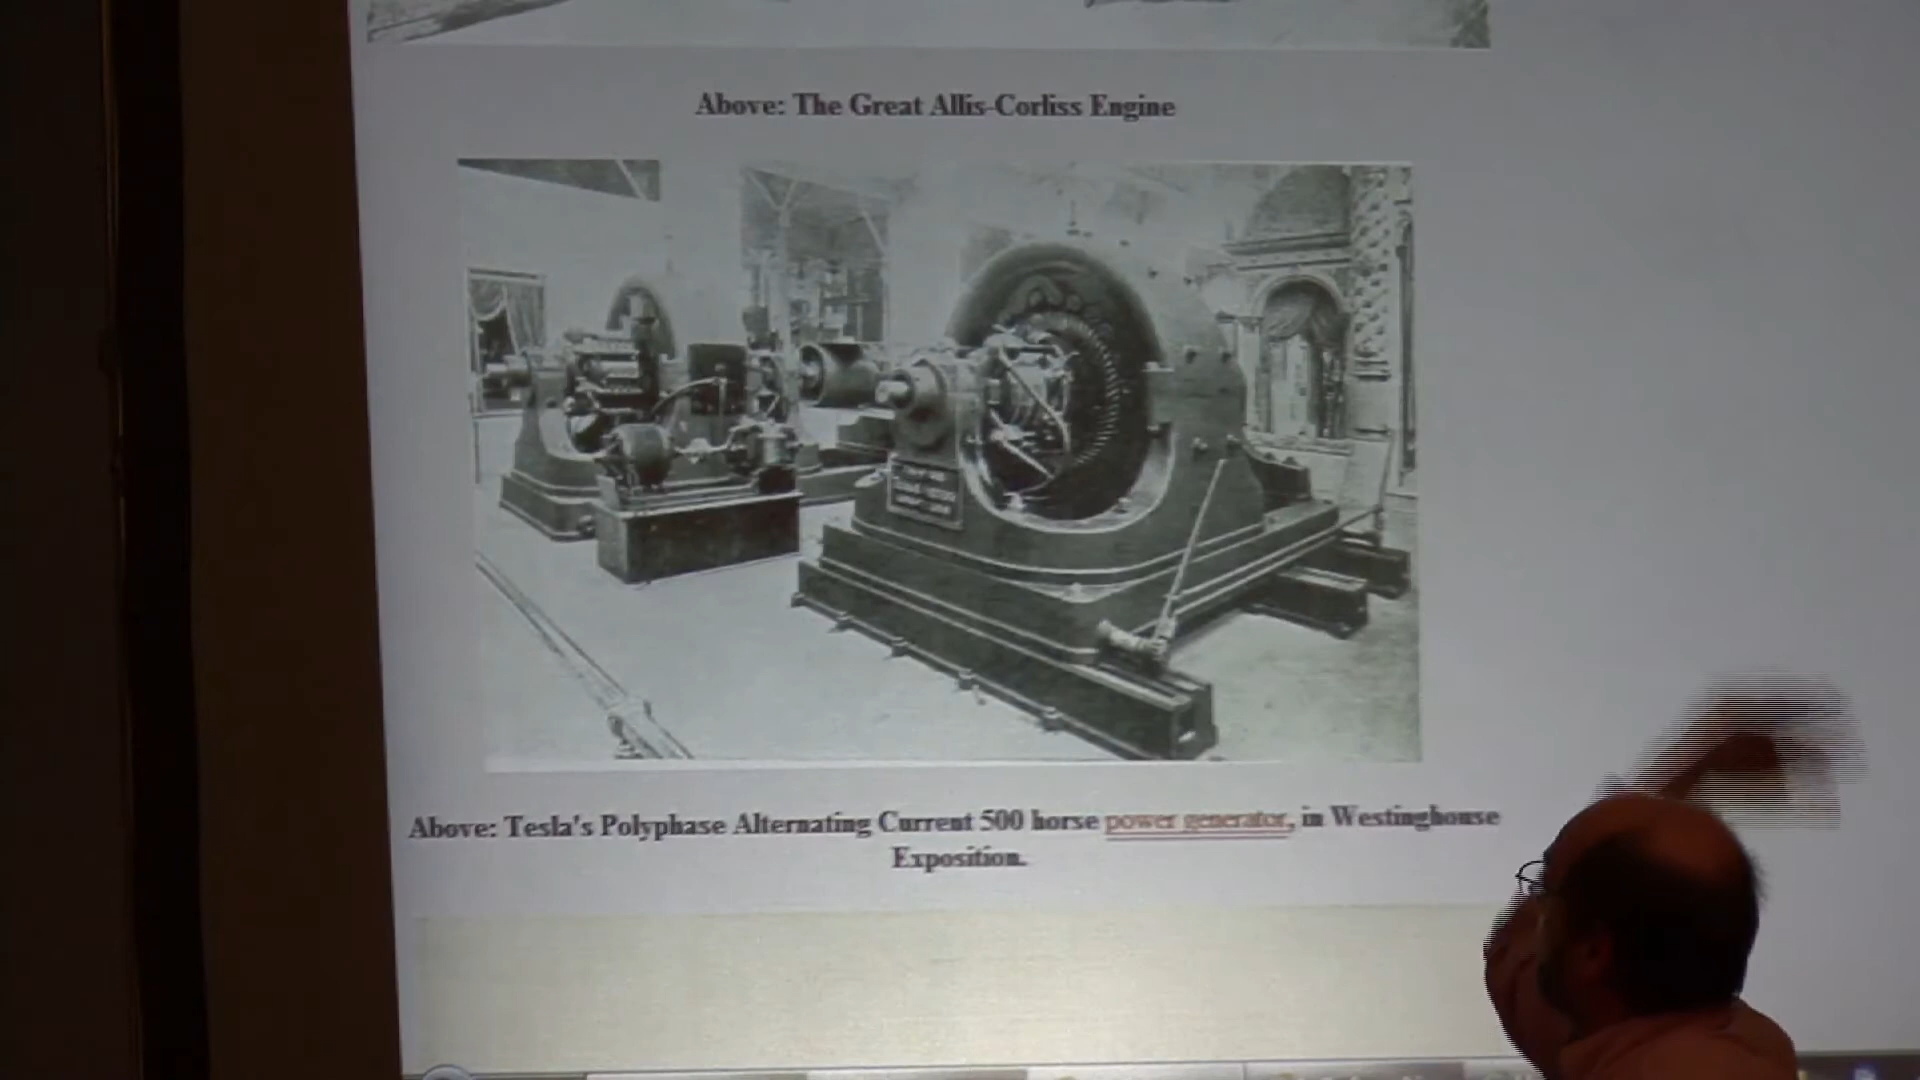 Above: The Great Allis-Corliss Engine
Above: Tesla's Polyphase Alternating Current 500 horse power generator, in Westinghouse
Exposition.